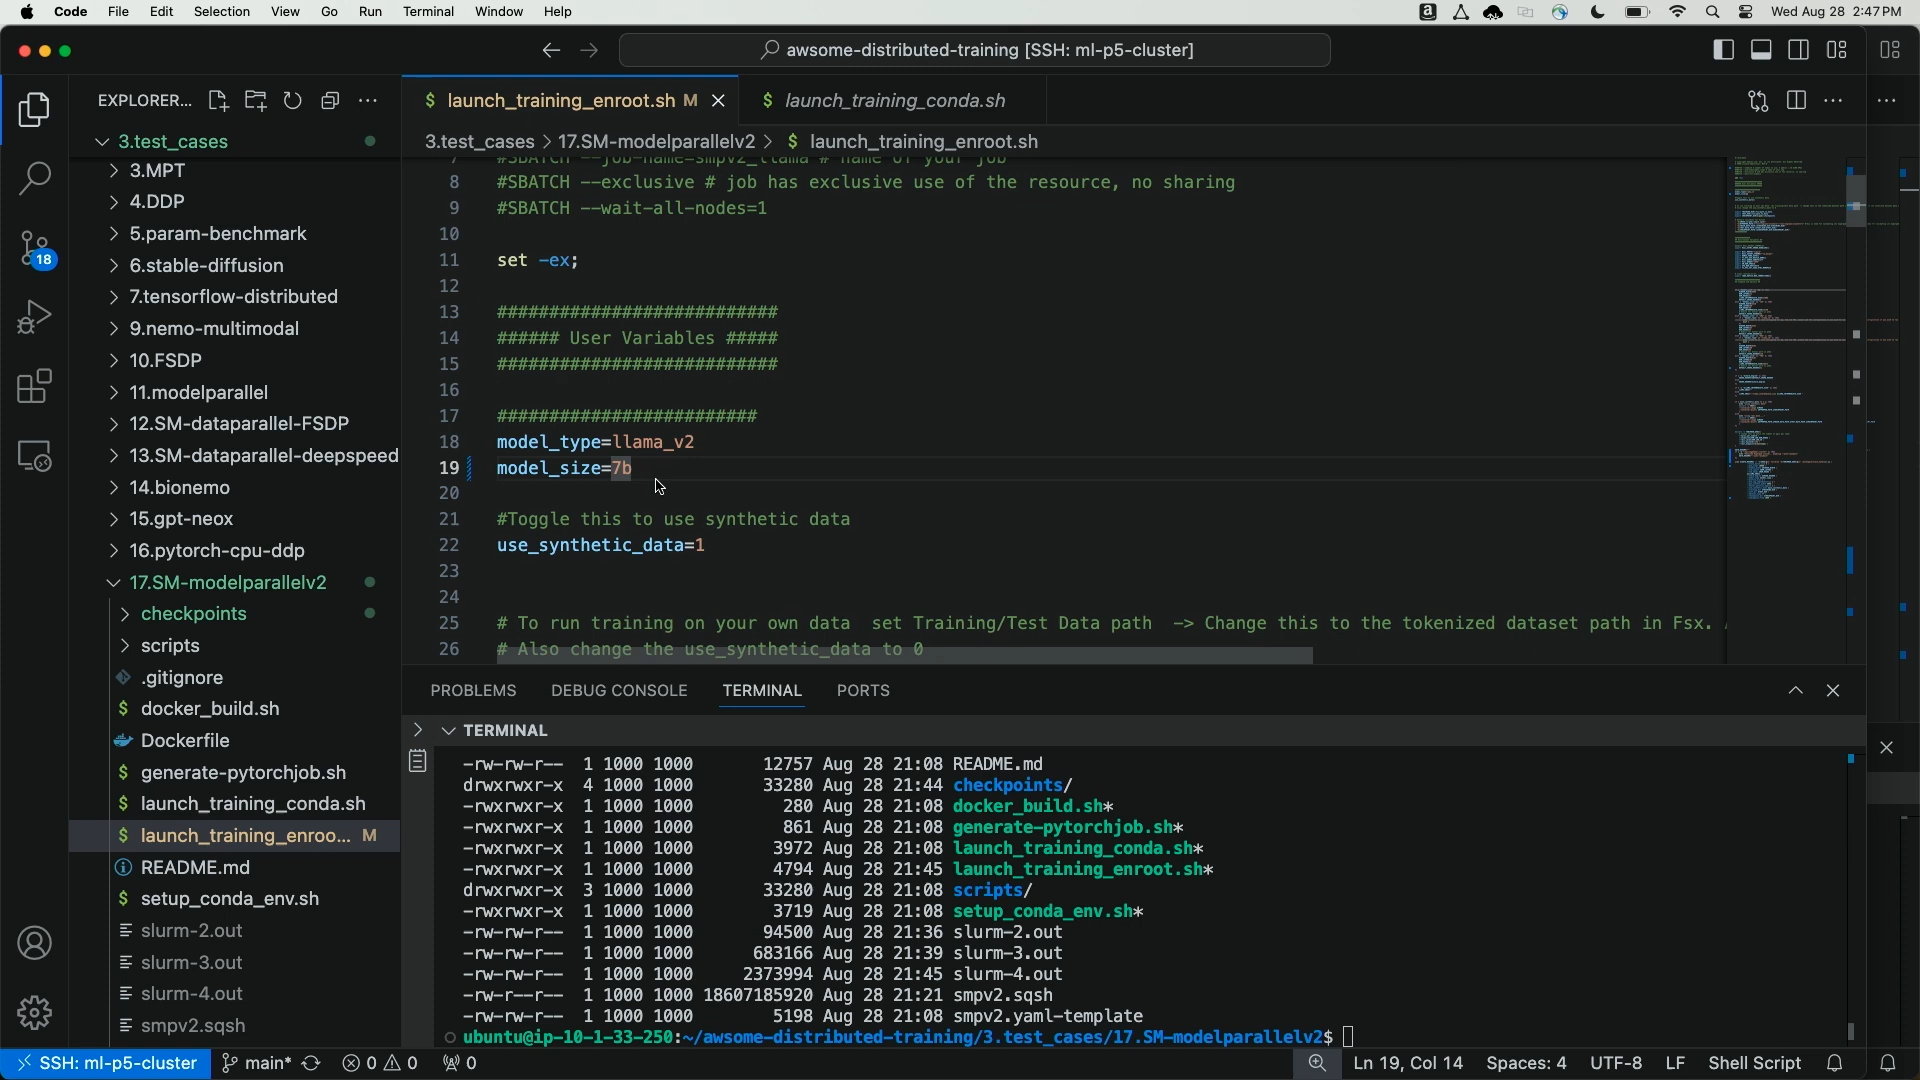 Code File Edit Selection View Go Run Terminal Window Help
Wed Aug 28 2:47 PM
awsome-distributed-training [SSH: ml-p5-cluster]
EXPLORER...
$ launch_training_enroot.sh M
$ launch_training_conda.sh
3.test_cases > 17.SM-modelparallelv2 > $ launch_training_enroot.sh
3.test_cases
3.MPT
4.DDP
5.param-benchmark
6.stable-diffusion
7.tensorflow-distributed
9.nemo-multimodal
10.FSDP
11.modelparallel
12.SM-dataparallel-FSDP
13.SM-dataparallel-deepspeed
14.bionemo
15.gpt-neox
16.pytorch-cpu-ddp
17.SM-modelparallelv2
checkpoints
scripts
.gitignore
$ docker_build.sh
Dockerfile
$ generate-pytorchjob.sh
$ launch_training_conda.sh
$ launch_training_enroo... M
README.md
$ setup_conda_env.sh
slurm-2.out
slurm-3.out
slurm-4.out
smpv2.sqsh
18
7 #SBATCH --job-name=smpv2_llama # name of your job
8 #SBATCH --exclusive # job has exclusive use of the resource, no sharing
9 #SBATCH --wait-all-nodes=1
10
11 set -ex;
12
13 ###########################
14 ###### User Variables #####
15 ###########################
16
17 #########################
18 model_type=llama_v2
19 model_size=7b
20
21 #Toggle this to use synthetic data
22 use_synthetic_data=1
23
24
25 # To run training on your own data  set Training/Test Data path  -> Change this to the tokenized dataset path in Fsx.
26 # Also change the use_synthetic_data to 0
PROBLEMS DEBUG CONSOLE TERMINAL PORTS
TERMINAL
-rw-rw-r-- 1 1000 1000 12757 Aug 28 21:08 README.md
drwxrwxr-x 4 1000 1000 33280 Aug 28 21:44 checkpoints/
-rwxrwxr-x 1 1000 1000 280 Aug 28 21:08 docker_build.sh*
-rwxrwxr-x 1 1000 1000 861 Aug 28 21:08 generate-pytorchjob.sh*
-rwxrwxr-x 1 1000 1000 3972 Aug 28 21:08 launch_training_conda.sh*
-rwxrwxr-x 1 1000 1000 4794 Aug 28 21:45 launch_training_enroot.sh*
drwxrwxr-x 3 1000 1000 33280 Aug 28 21:08 scripts/
-rwxrwxr-x 1 1000 1000 3719 Aug 28 21:08 setup_conda_env.sh*
-rw-rw-r-- 1 1000 1000 94500 Aug 28 21:36 slurm-2.out
-rw-rw-r-- 1 1000 1000 683166 Aug 28 21:39 slurm-3.out
-rw-rw-r-- 1 1000 1000 2373994 Aug 28 21:45 slurm-4.out
-rw-r--r-- 1 1000 1000 18607185920 Aug 28 21:21 smpv2.sqsh
-rw-rw-r-- 1 1000 1000 5198 Aug 28 21:08 smpv2.yaml-template
ubuntu@ip-10-1-33-250:~/awsome-distributed-training/3.test_cases/17.SM-modelparallelv2$
SSH: ml-p5-cluster main* 0 0 0 Ln 19, Col 14 Spaces: 4 UTF-8 LF Shell Script